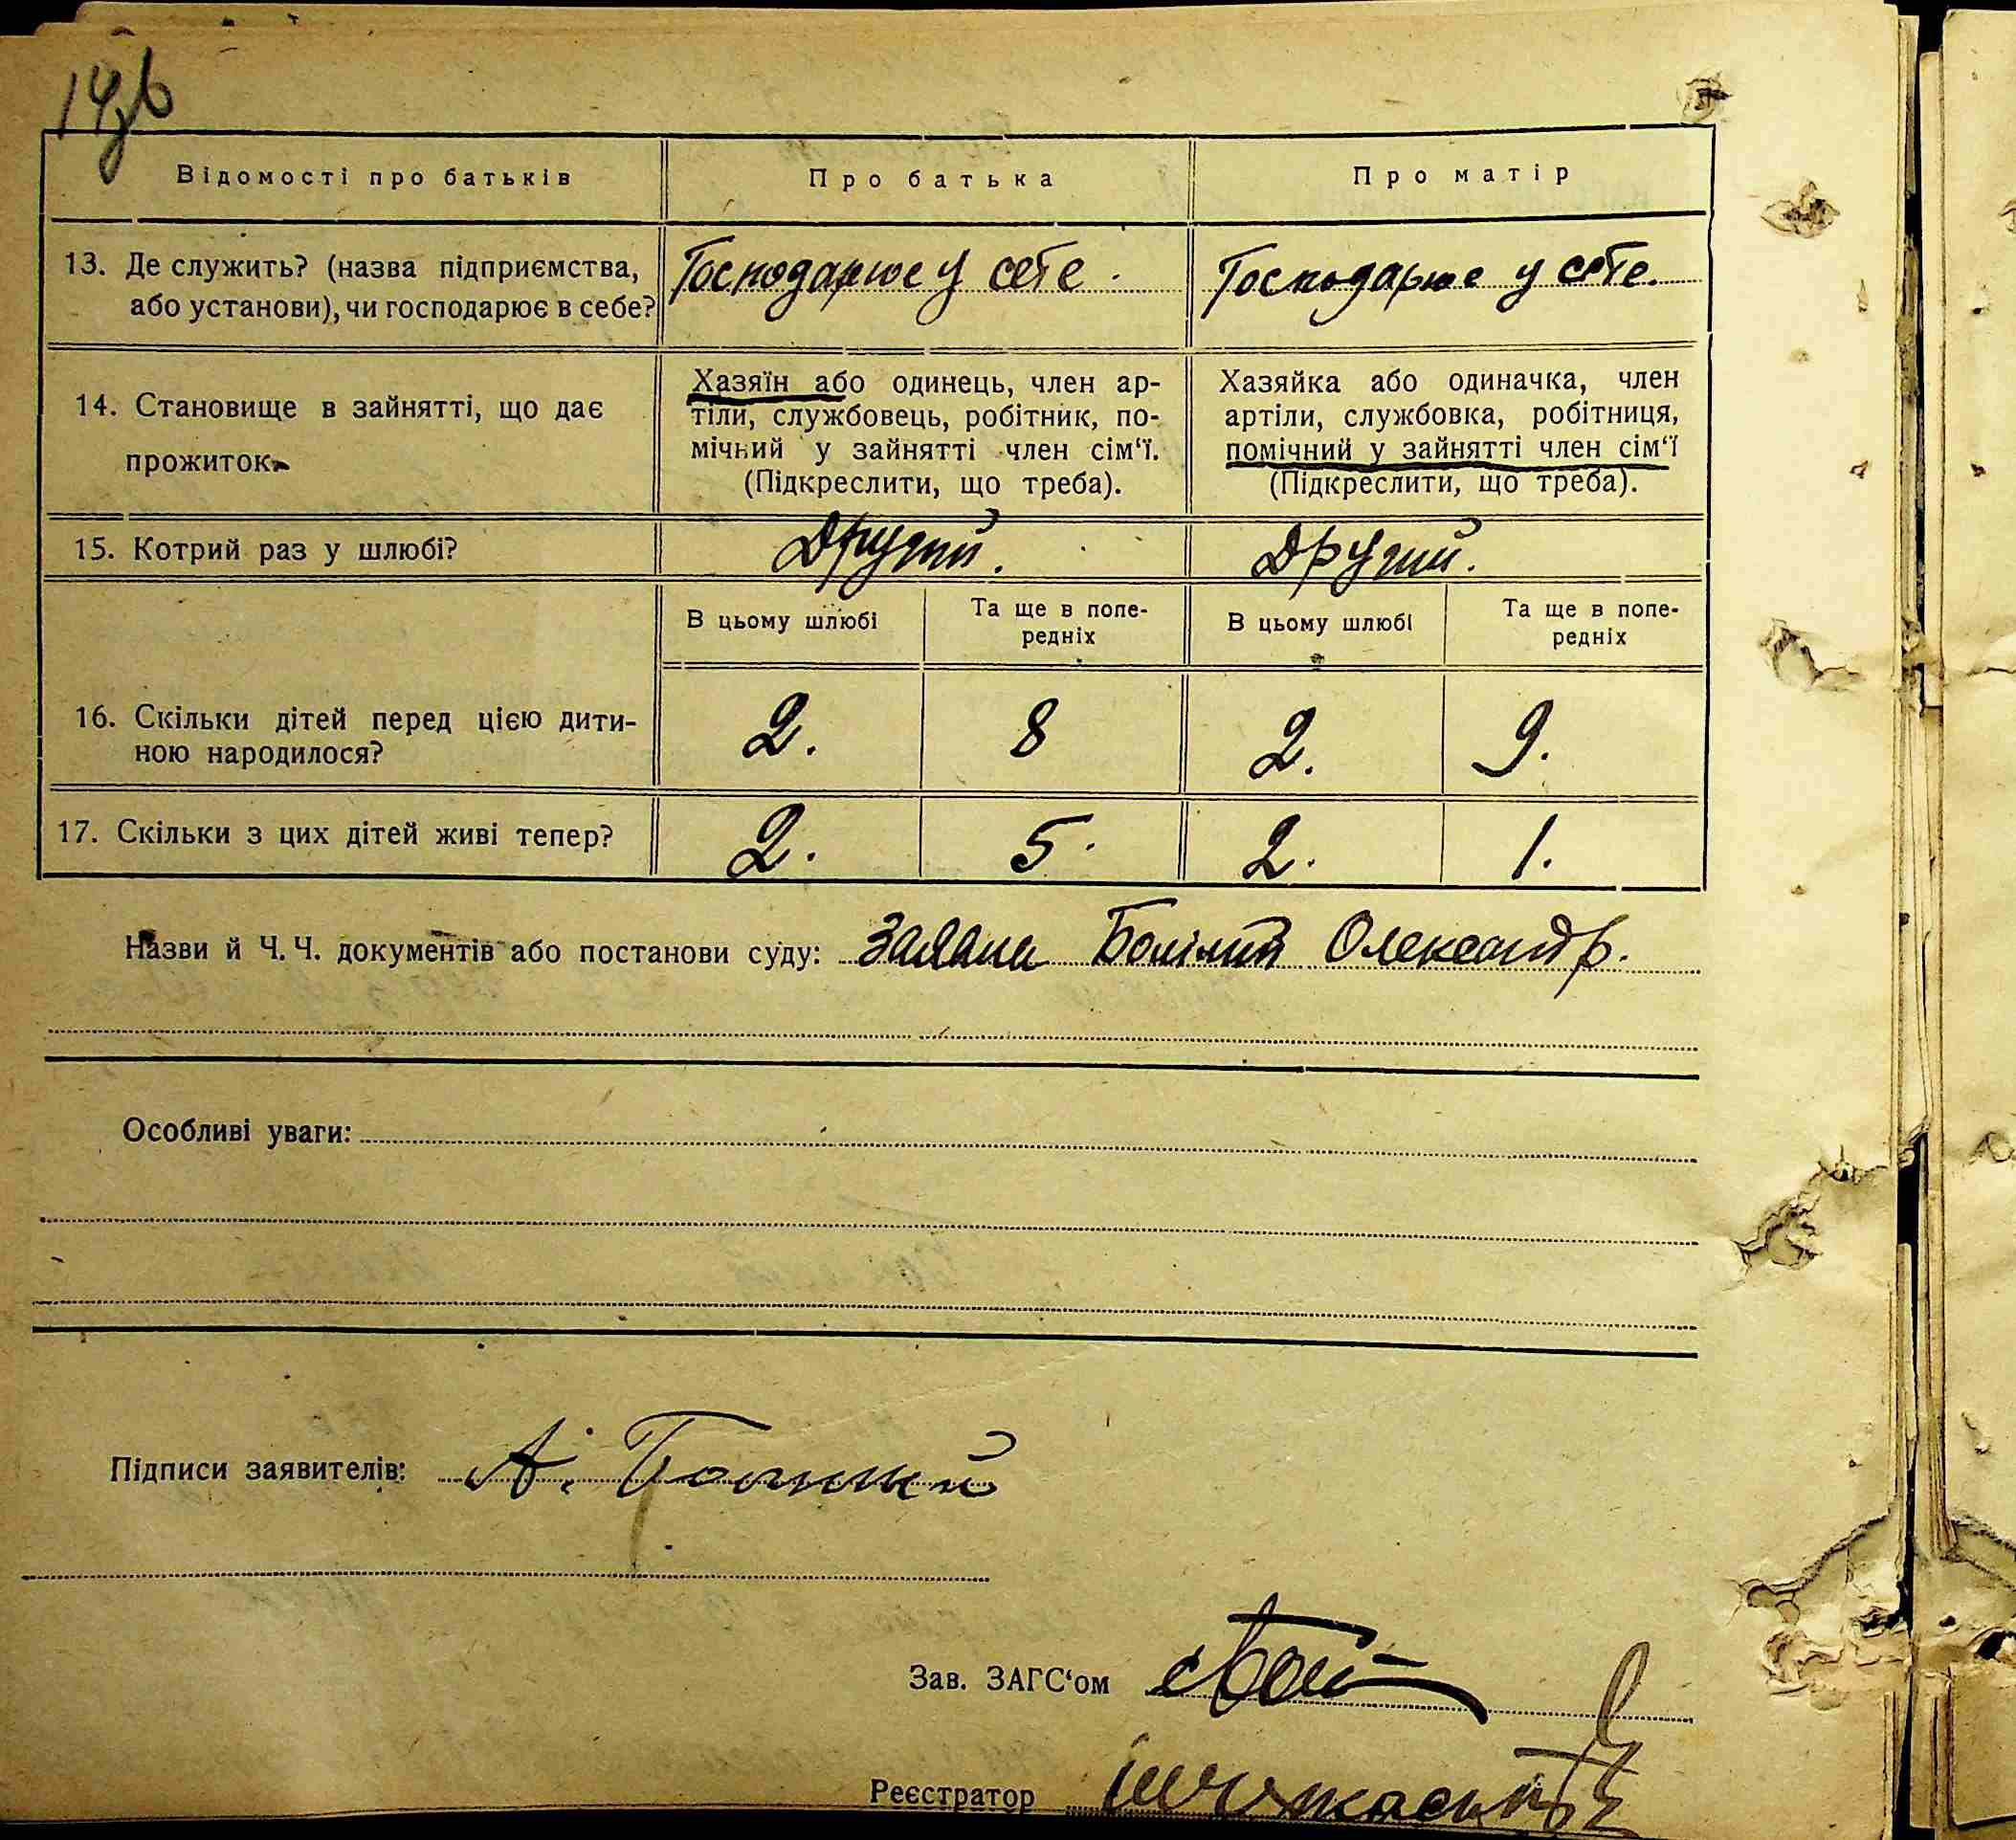 Відомості про батьків
Про батька
Про матір
13. Де служить? (назва підприємства, або установи), чи господарює в себе?
Господарює у себе.
Господарює у себе.
14. Становище в зайнятті, що дає прожиток
Хазяїн або одинець, член ар-
тіли, службовець, робітник, по-
мічний у зайнятті член сім‘ї.
(Підкреслити, що треба).
Хазяйка або одиначка, член
артіли, службовка, робітниця,
помічний у зайнятті член сім‘ї
(Підкреслити, що треба).
15. Котрий раз у шлюбі?
Другий.
Другий.
В цьому шлюбі
Та ще в попе-
редніх
В цьому шлюбі
Та ще в попе-
редніх
16. Скільки дітей перед цією дити-
ною народилося?
2.
8
2.
9.
17. Скільки з цих дітей живі тепер?
2.
5.
2.
1.
Назви й Ч. Ч. документів або постанови суду: Заява Олександр.
Особливі уваги:
Підписи заявителів: А.
Зав. ЗАГС‘ом
Реєстратор